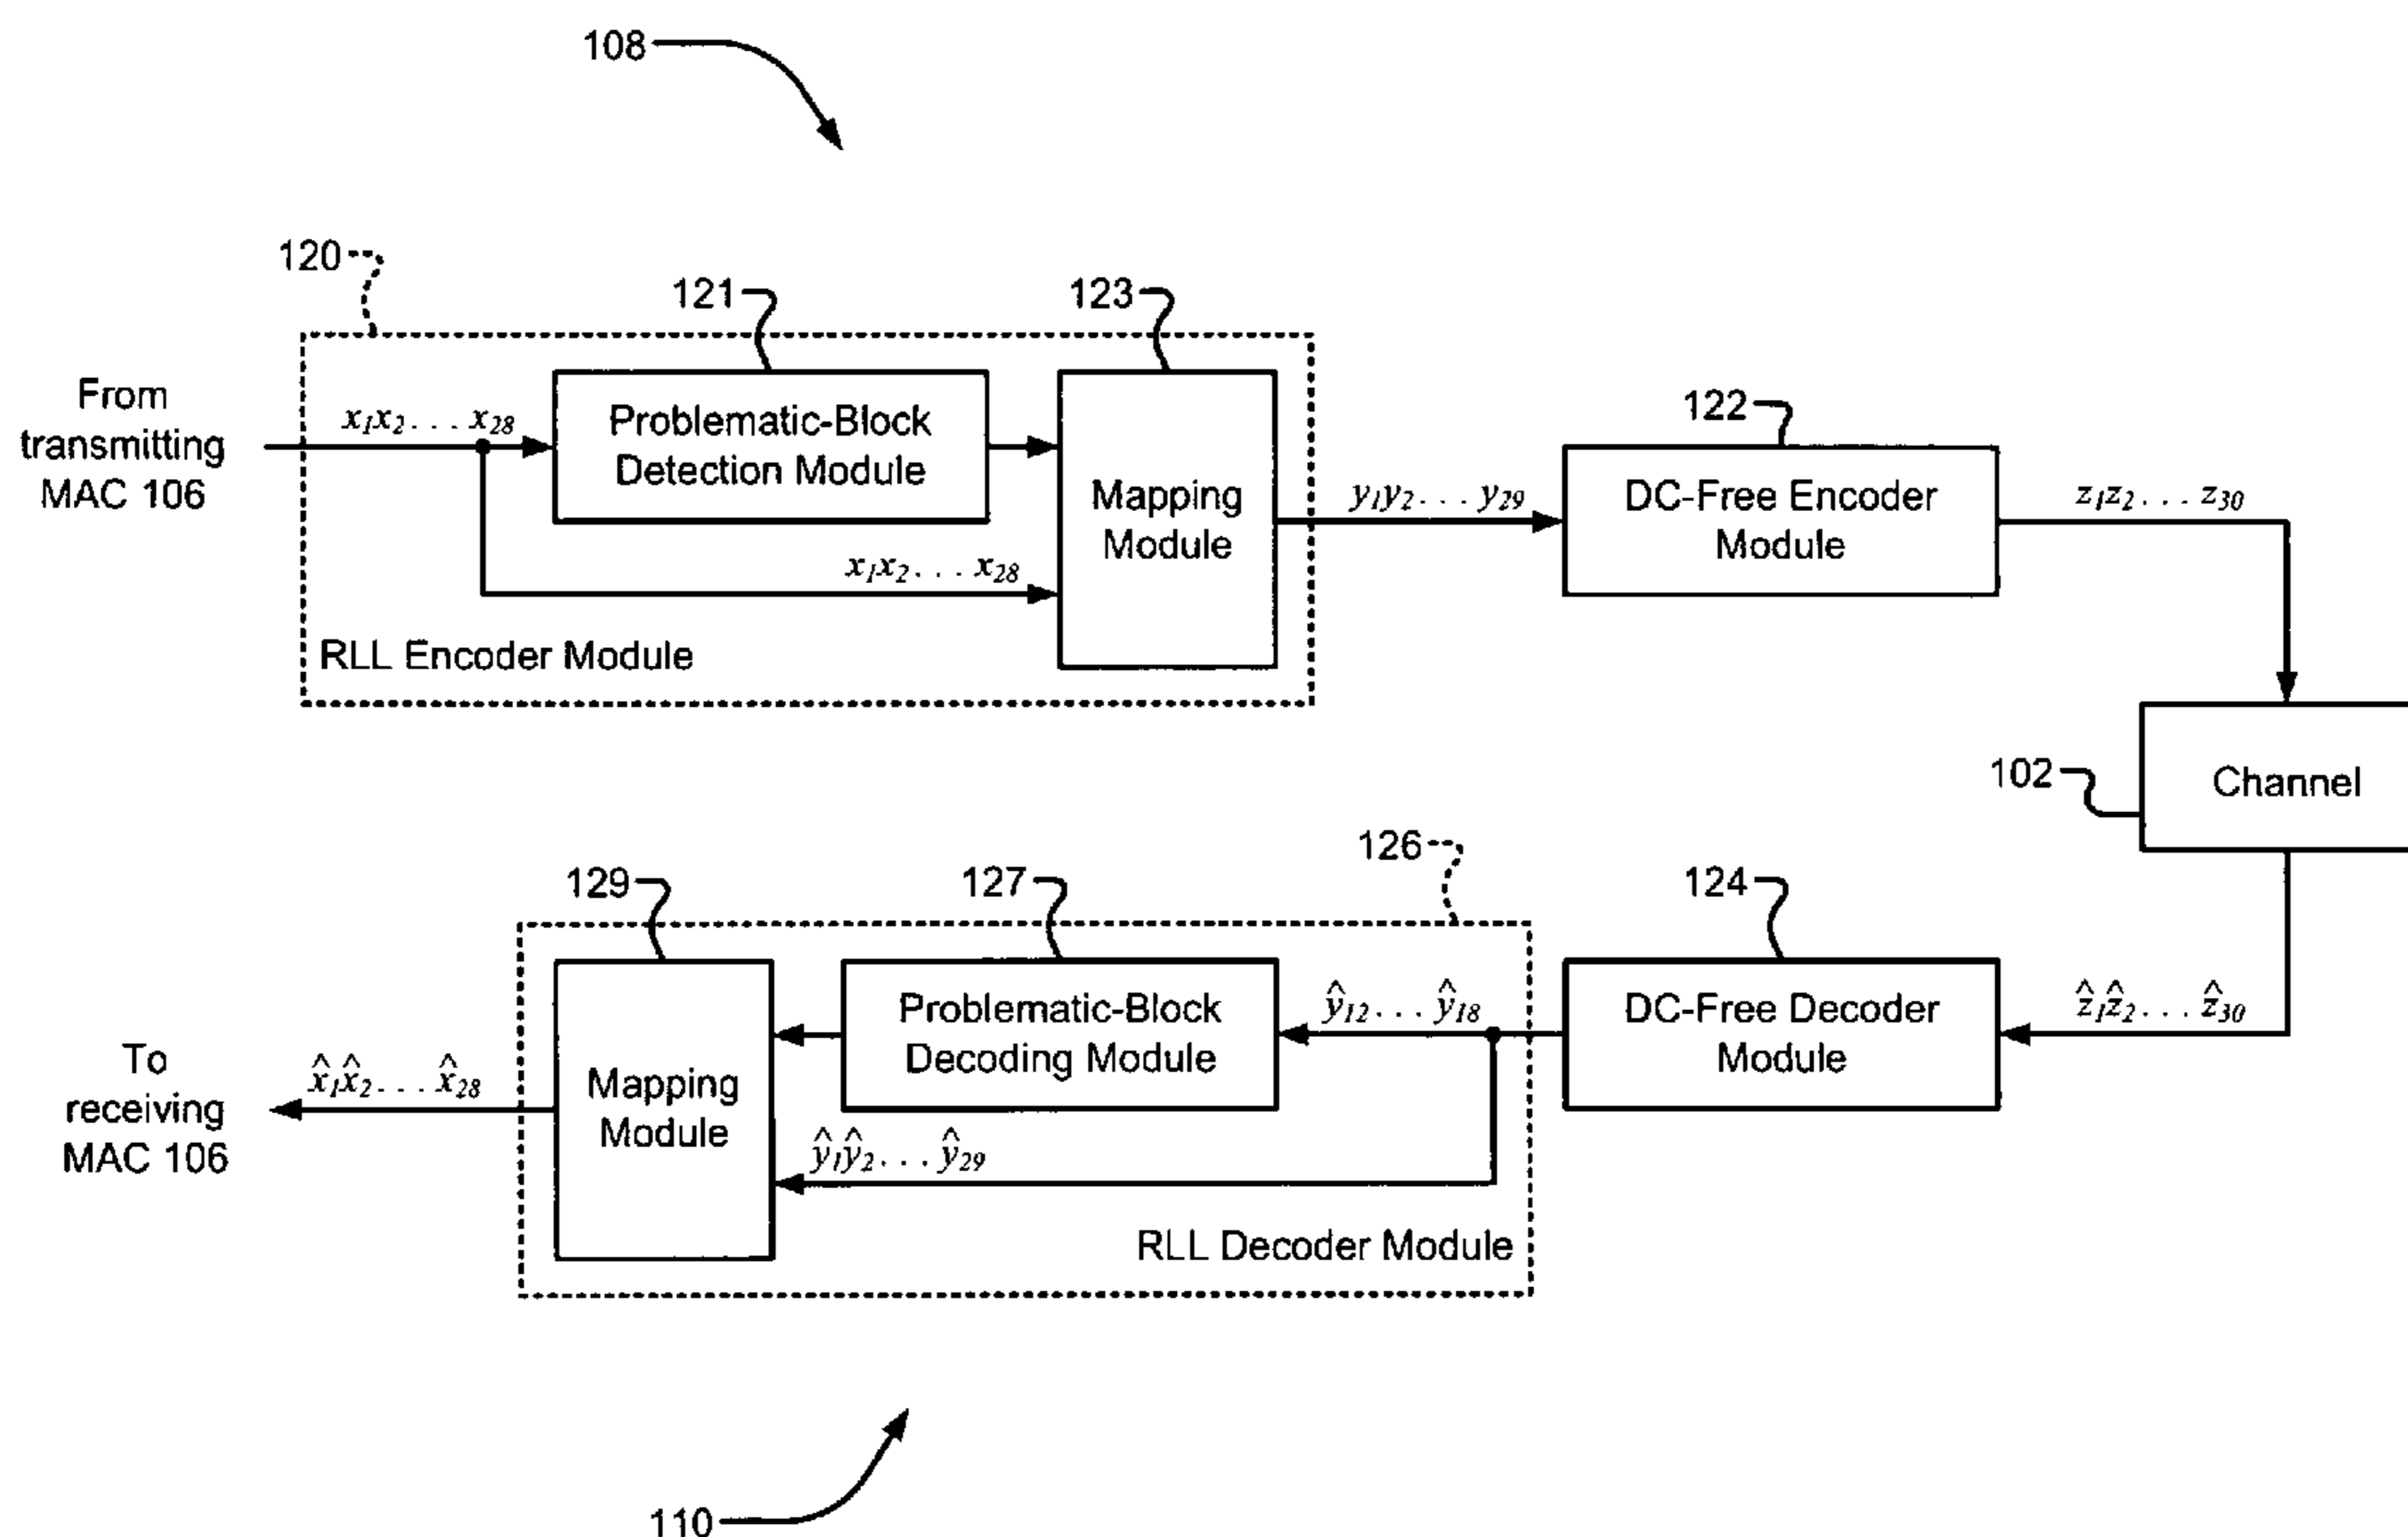 108
120
121
123
From
transmitting
MAC 106
x₁x₂ . . . x₂₈
Problematic-Block
Detection Module
Mapping
Module
x₁x₂ . . . x₂₈
RLL Encoder Module
y₁y₂ . . . y₂₉
122
DC-Free Encoder
Module
z₁z₂ . . . z₃₀
102
Channel
126
129
127
124
To
receiving
MAC 106
x̂₁x̂₂ . . . x̂₂₈
Mapping
Module
Problematic-Block
Decoding Module
ŷ₁₂ . . . ŷ₁₈
ŷ₁ŷ₂ . . . ŷ₂₉
RLL Decoder Module
DC-Free Decoder
Module
ẑ₁ẑ₂ . . . ẑ₃₀
110